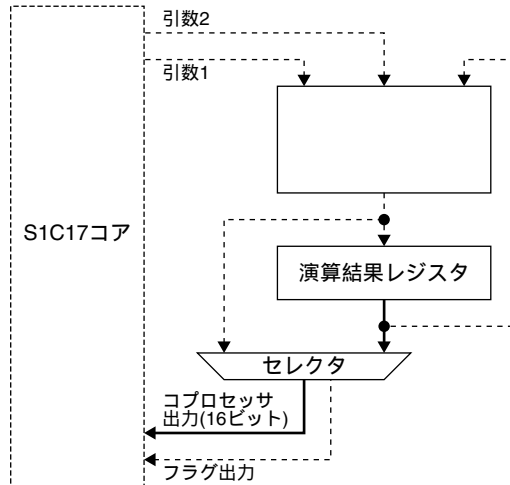 引数2
引数1
S1C17コア
演算結果レジスタ
セレクタ
コプロセッサ
出力(16ビット)
フラグ出力